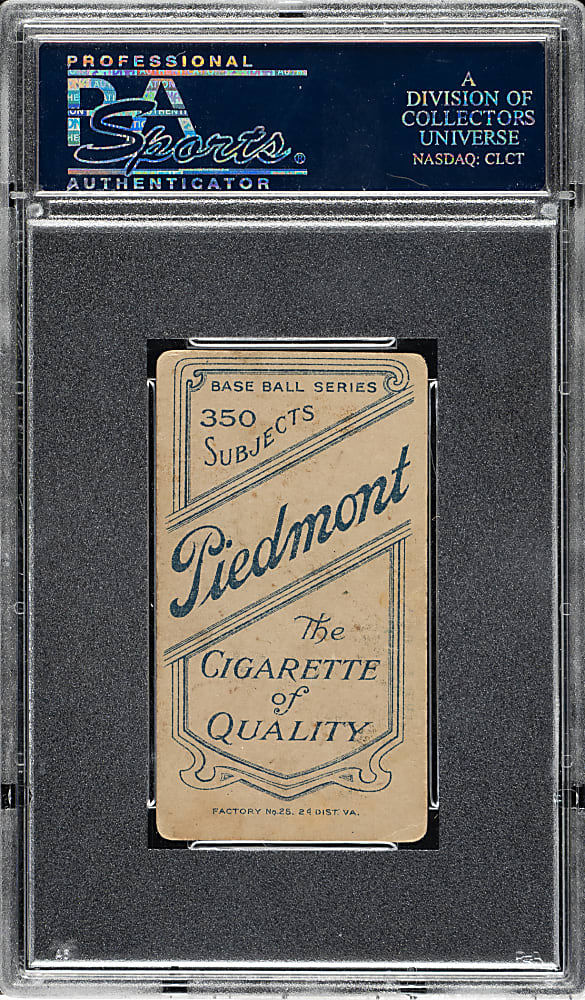 PROFESSIONAL
PSA
Sports®
AUTHENTICATOR
A
DIVISION OF
COLLECTORS
UNIVERSE
NASDAQ: CLCT
BASE BALL SERIES
350
SUBJECTS
Piedmont
The
CIGARETTE
of
QUALITY
FACTORY No.25. 2d DIST. VA.